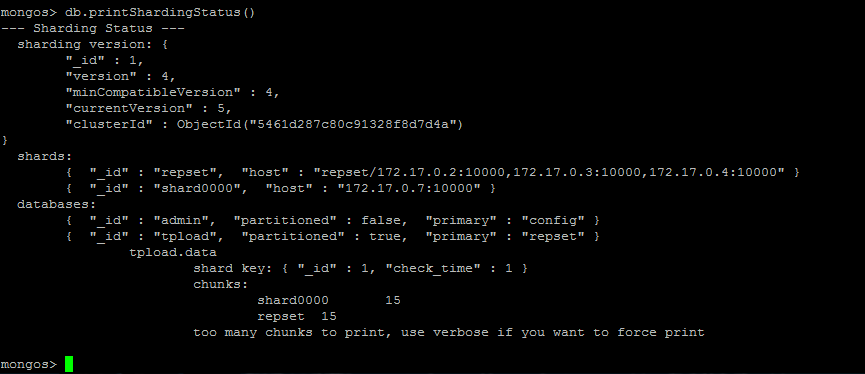 mongos> db.printShardingStatus()
--- Sharding Status ---
  sharding version: {
        "_id" : 1,
        "version" : 4,
        "minCompatibleVersion" : 4,
        "currentVersion" : 5,
        "clusterId" : ObjectId("5461d287c80c91328f8d7d4a")
}
  shards:
        {  "_id" : "repset",  "host" : "repset/172.17.0.2:10000,172.17.0.3:10000,172.17.0.4:10000" }
        {  "_id" : "shard0000",  "host" : "172.17.0.7:10000" }
  databases:
        {  "_id" : "admin",  "partitioned" : false,  "primary" : "config" }
        {  "_id" : "tpload",  "partitioned" : true,  "primary" : "repset" }
                tpload.data
                        shard key: { "_id" : 1, "check_time" : 1 }
                        chunks:
                                shard0000       15
                                repset  15
                        too many chunks to print, use verbose if you want to force print
mongos>